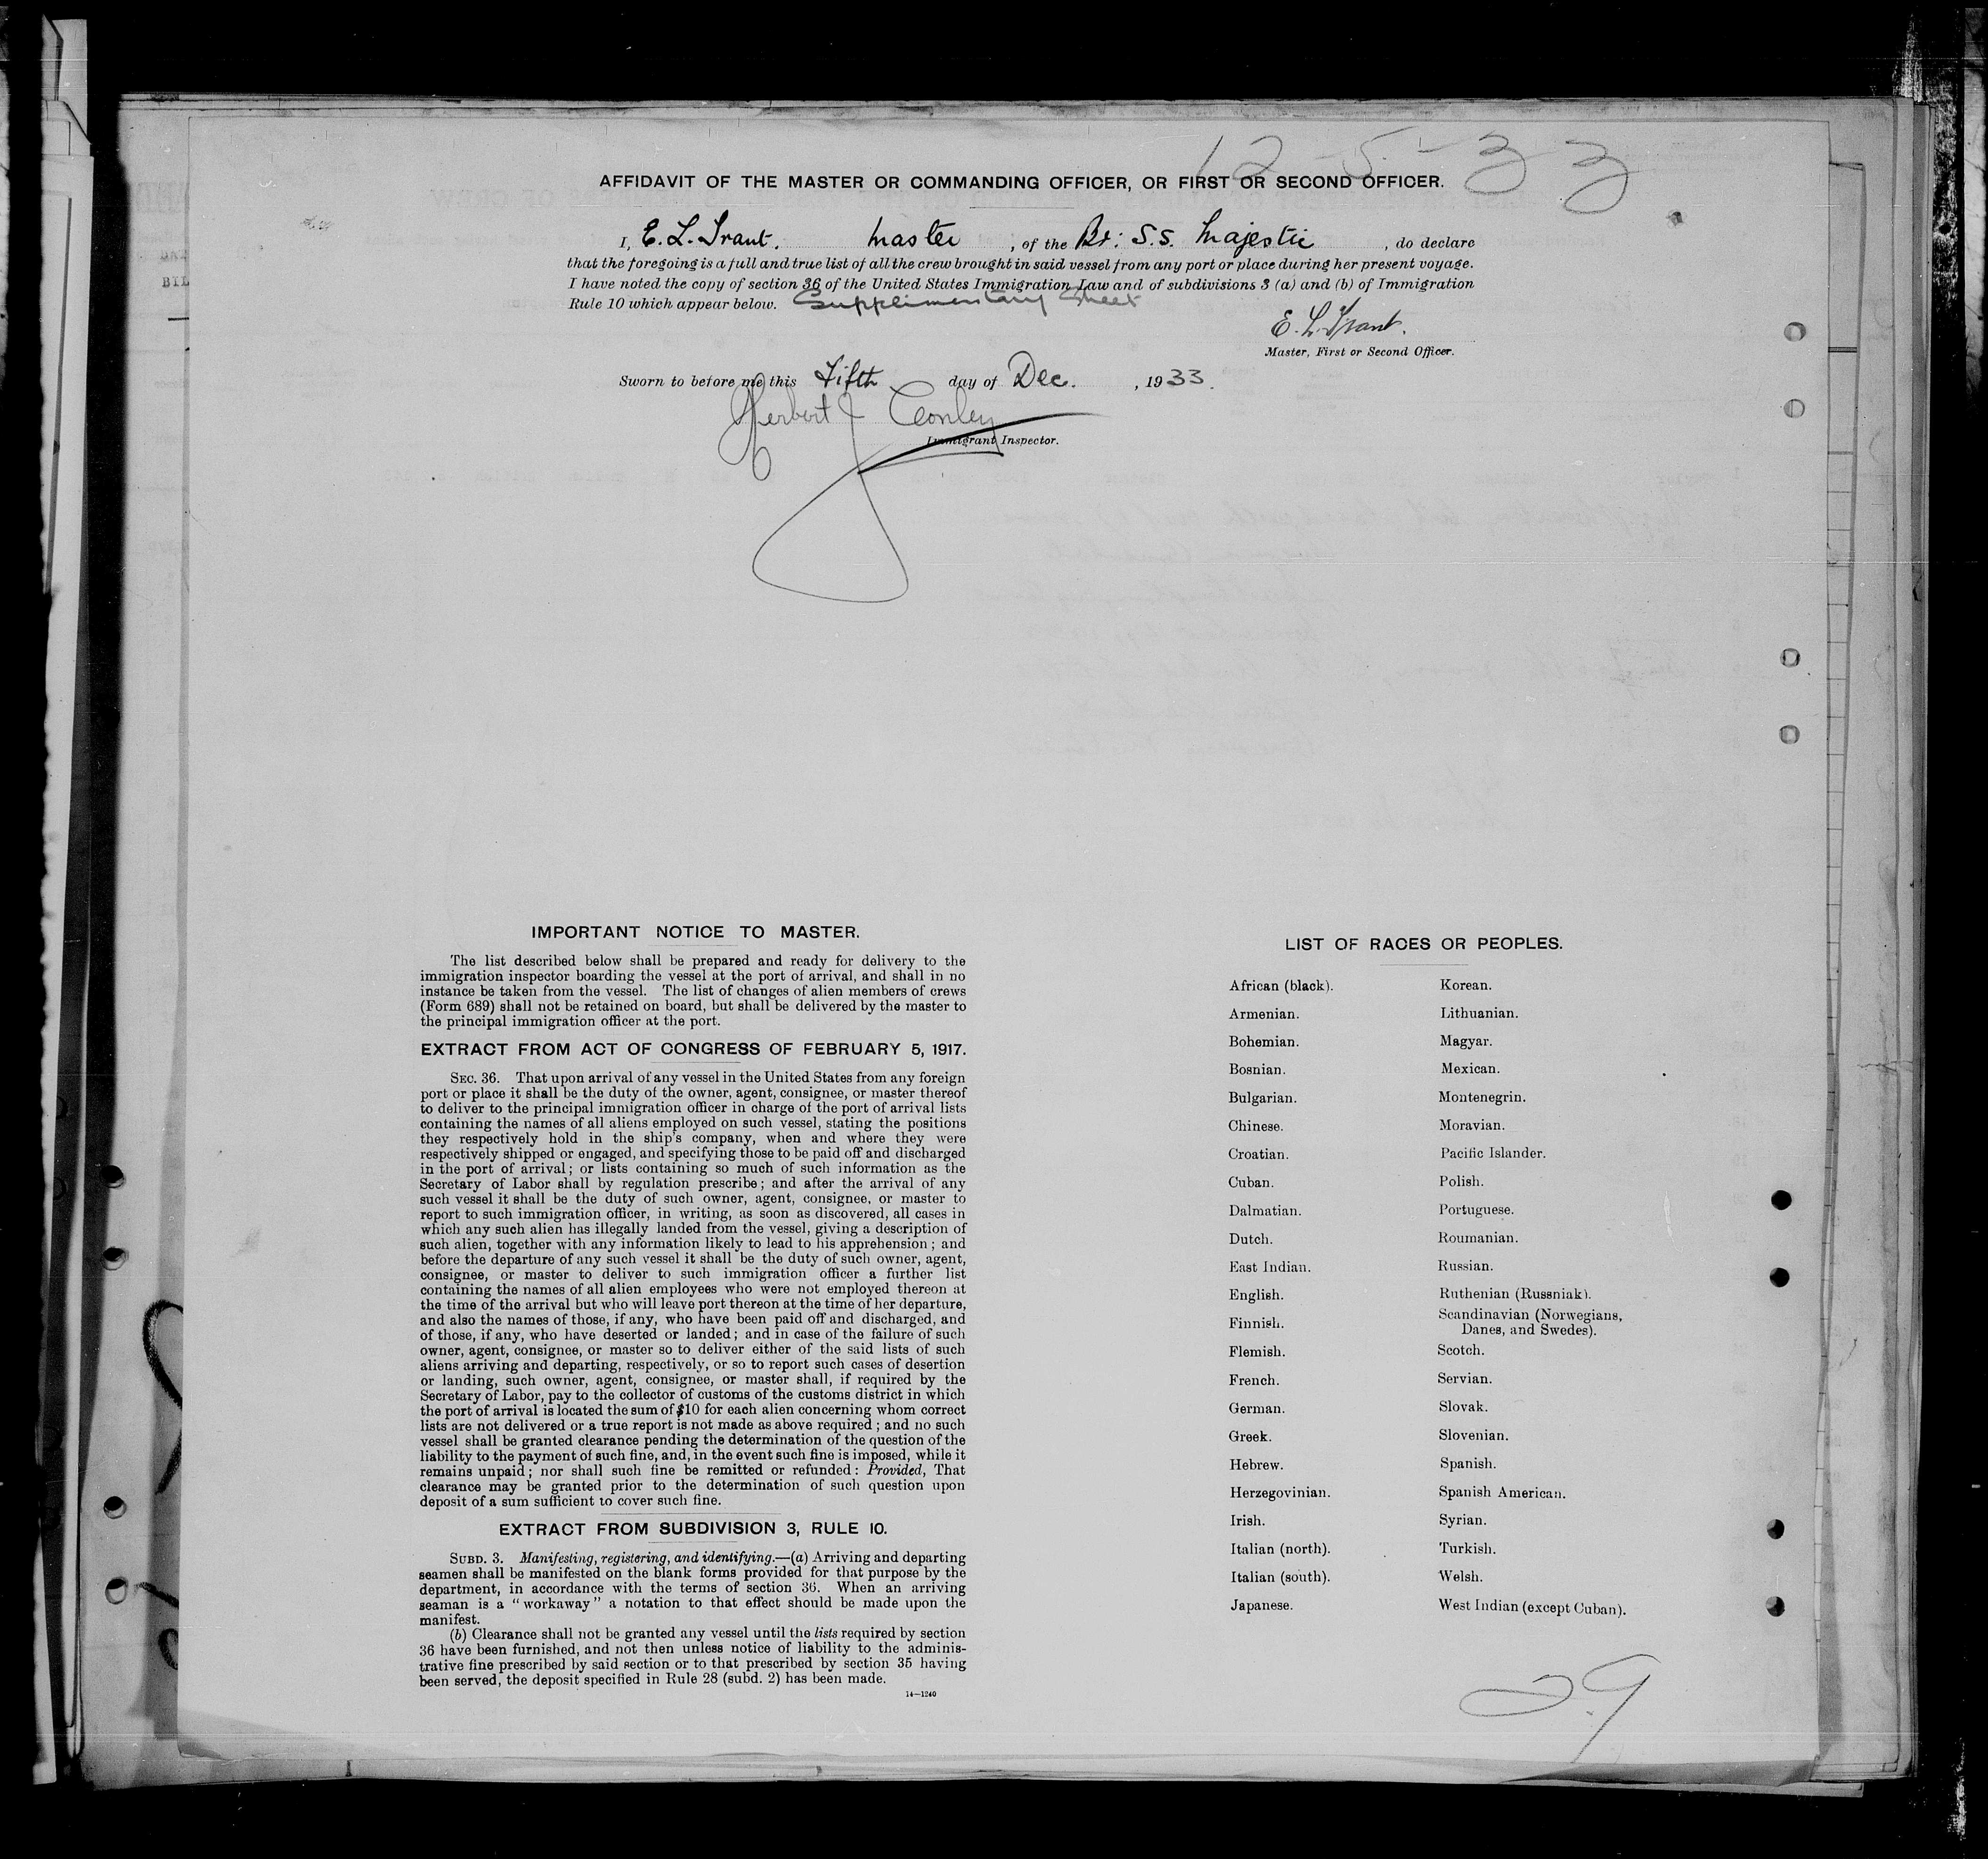 12-5-33
AFFIDAVIT OF THE MASTER OR COMMANDING OFFICER, OR FIRST OR SECOND OFFICER.
I, E. L. Trant. Master, of the Br: S.S. Majestic, do declare
that the foregoing is a full and true list of all the crew brought in said vessel from any port or place during her present voyage.
I have noted the copy of section 36 of the United States Immigration Law and of subdivisions 3 (a) and (b) of Immigration
Rule 10 which appear below. Supplimentary Sheet
E. L. Trant.
Master, First or Second Officer.
Sworn to before me this Fifth day of Dec., 1933.
Herbert J Conley
Immigrant Inspector.
IMPORTANT NOTICE TO MASTER.
The list described below shall be prepared and ready for delivery to the
immigration inspector boarding the vessel at the port of arrival, and shall in no
instance be taken from the vessel. The list of changes of alien members of crews
(Form 689) shall not be retained on board, but shall be delivered by the master to
the principal immigration officer at the port.
EXTRACT FROM ACT OF CONGRESS OF FEBRUARY 5, 1917.
SEC. 36. That upon arrival of any vessel in the United States from any foreign
port or place it shall be the duty of the owner, agent, consignee, or master thereof
to deliver to the principal immigration officer in charge of the port of arrival lists
containing the names of all aliens employed on such vessel, stating the positions
they respectively hold in the ship's company, when and where they were
respectively shipped or engaged, and specifying those to be paid off and discharged
in the port of arrival; or lists containing so much of such information as the
Secretary of Labor shall by regulation prescribe; and after the arrival of any
such vessel it shall be the duty of such owner, agent, consignee, or master to
report to such immigration officer, in writing, as soon as discovered, all cases in
which any such alien has illegally landed from the vessel, giving a description of
such alien, together with any information likely to lead to his apprehension; and
before the departure of any such vessel it shall be the duty of such owner, agent,
consignee, or master to deliver to such immigration officer a further list
containing the names of all alien employees who were not employed thereon at
the time of the arrival but who will leave port thereon at the time of her departure,
and also the names of those, if any, who have been paid off and discharged, and
of those, if any, who have deserted or landed; and in case of the failure of such
owner, agent, consignee, or master so to deliver either of the said lists of such
aliens arriving and departing, respectively, or so to report such cases of desertion
or landing, such owner, agent, consignee, or master shall, if required by the
Secretary of Labor, pay to the collector of customs of the customs district in which
the port of arrival is located the sum of $10 for each alien concerning whom correct
lists are not delivered or a true report is not made as above required; and no such
vessel shall be granted clearance pending the determination of the question of the
liability to the payment of such fine, and, in the event such fine is imposed, while it
remains unpaid; nor shall such fine be remitted or refunded: Provided, That
clearance may be granted prior to the determination of such question upon
deposit of a sum sufficient to cover such fine.
EXTRACT FROM SUBDIVISION 3, RULE 10.
SUBD. 3. Manifesting, registering, and identifying.—(a) Arriving and departing
seamen shall be manifested on the blank forms provided for that purpose by the
department, in accordance with the terms of section 36. When an arriving
seaman is a "workaway" a notation to that effect should be made upon the
manifest.
(b) Clearance shall not be granted any vessel until the lists required by section
36 have been furnished, and not then unless notice of liability to the adminis-
trative fine prescribed by said section or to that prescribed by section 35 having
been served, the deposit specified in Rule 28 (subd. 2) has been made.
14—1240
LIST OF RACES OR PEOPLES.
African (black).
Armenian.
Bohemian.
Bosnian.
Bulgarian.
Chinese.
Croatian.
Cuban.
Dalmatian.
Dutch.
East Indian.
English.
Finnish.
Flemish.
French.
German.
Greek.
Hebrew.
Herzegovinian.
Irish.
Italian (north).
Italian (south).
Japanese.
Korean.
Lithuanian.
Magyar.
Mexican.
Montenegrin.
Moravian.
Pacific Islander.
Polish.
Portuguese.
Roumanian.
Russian.
Ruthenian (Russniak).
Scandinavian (Norwegians,
Danes, and Swedes).
Scotch.
Servian.
Slovak.
Slovenian.
Spanish.
Spanish American.
Syrian.
Turkish.
Welsh.
West Indian (except Cuban).
29